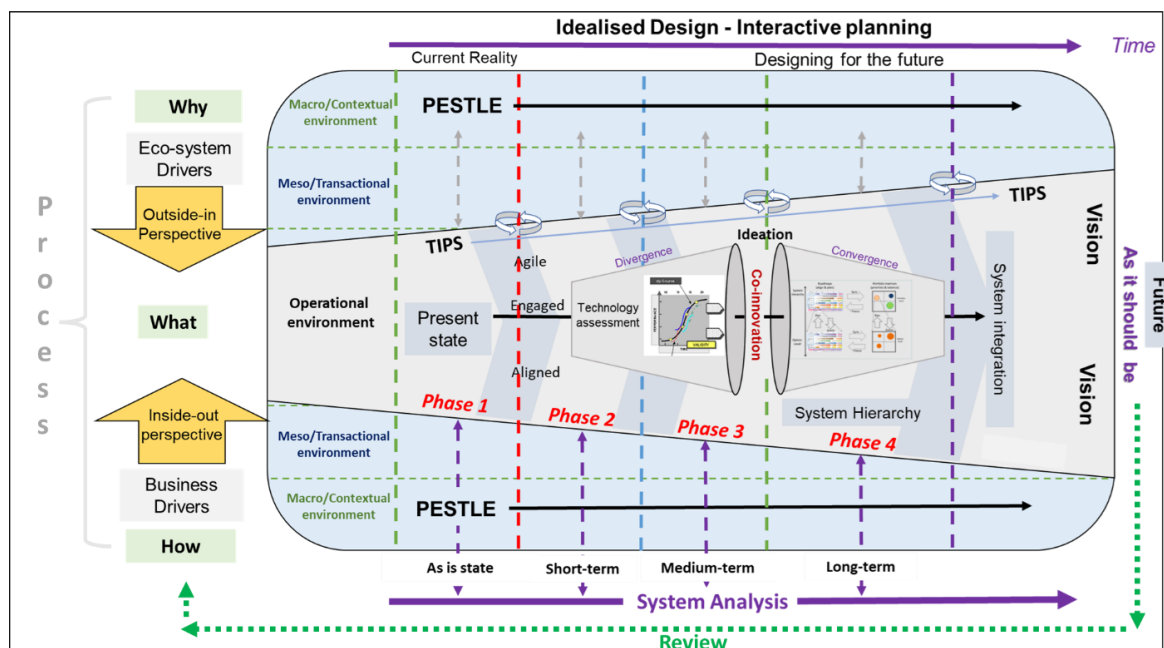 Idealised Design - Interactive planning
Time
Current Reality
Designing for the future
Process
Why
Eco-system
Drivers
Outside-in
Perspective
What
Inside-out
perspective
Business
Drivers
How
Macro/Contextual
environment
PESTLE
Meso/Transactional
environment
TIPS
TIPS
Operational
environment
Present
state
Agile
Engaged
Aligned
Divergence
Technology
assessment
VALIDITY
Ideation
Co-innovation
Convergence
System integration
System Hierarchy
Vision
Vision
As it should be
Future
Phase 1
Phase 2
Phase 3
Phase 4
Meso/Transactional
environment
Macro/Contextual
environment
PESTLE
As is state
Short-term
Medium-term
Long-term
System Analysis
Review